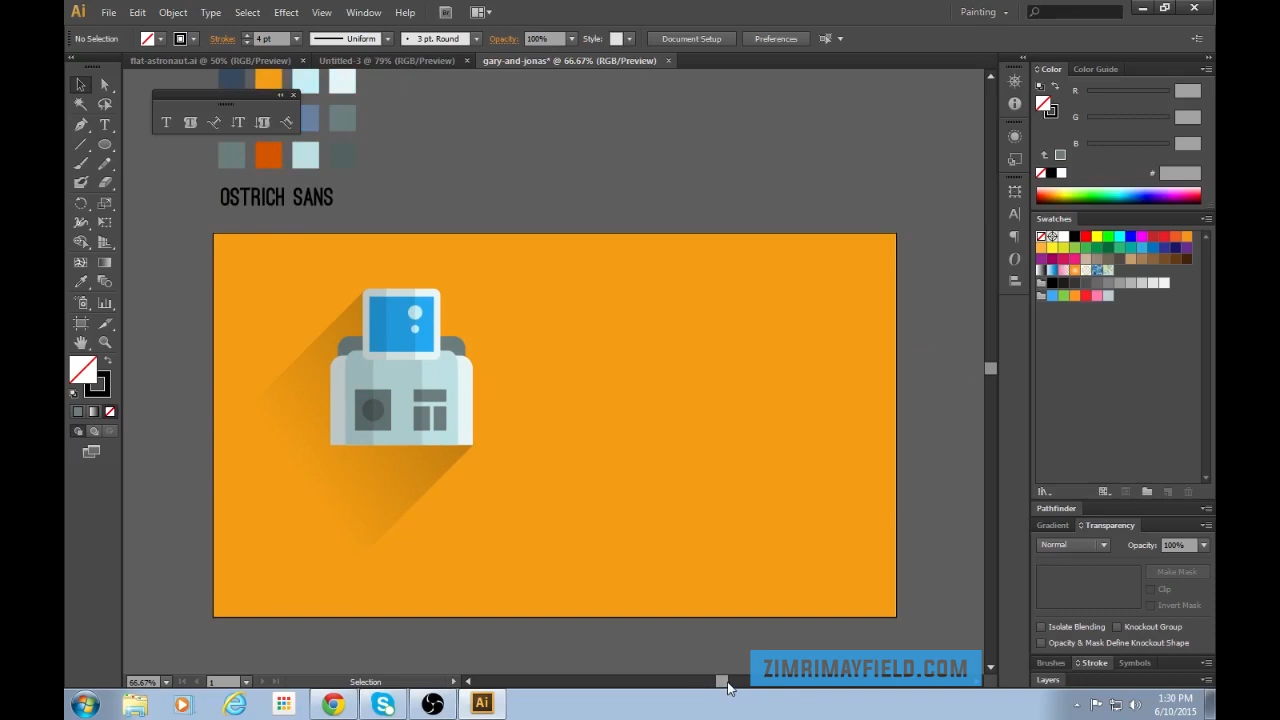 Ai File Edit Object Type Select Effect View Window Help Br Painting
No Selection Stroke: 4 pt Uniform 3 pt. Round Opacity: 100% Style: Document Setup Preferences
flat-astronaut.ai @ 50% (RGB/Preview) × Untitled-3 @ 79% (RGB/Preview) × gary-and-jonas* @ 66.67% (RGB/Preview) ×
Color Color Guide
R
G
B
#
OSTRICH SANS
Swatches
Pathfinder
Gradient Transparency
Normal Opacity: 100%
Make Mask
Clip
Invert Mask
Isolate Blending Knockout Group
Opacity & Mask Define Knockout Shape
Brushes Stroke Symbols
Layers
ZIMRIMAYFIELD.COM
66.67% 1 Selection
Ai
1:30 PM
6/10/2015